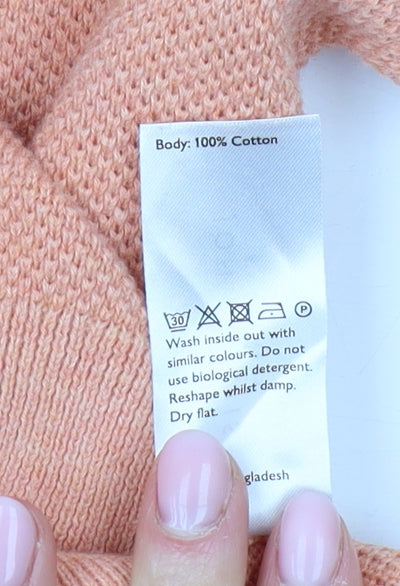 Body: 100% Cotton
30
P
Wash inside out with
similar colours. Do not
use biological detergent.
Reshape whilst damp.
Dry flat.